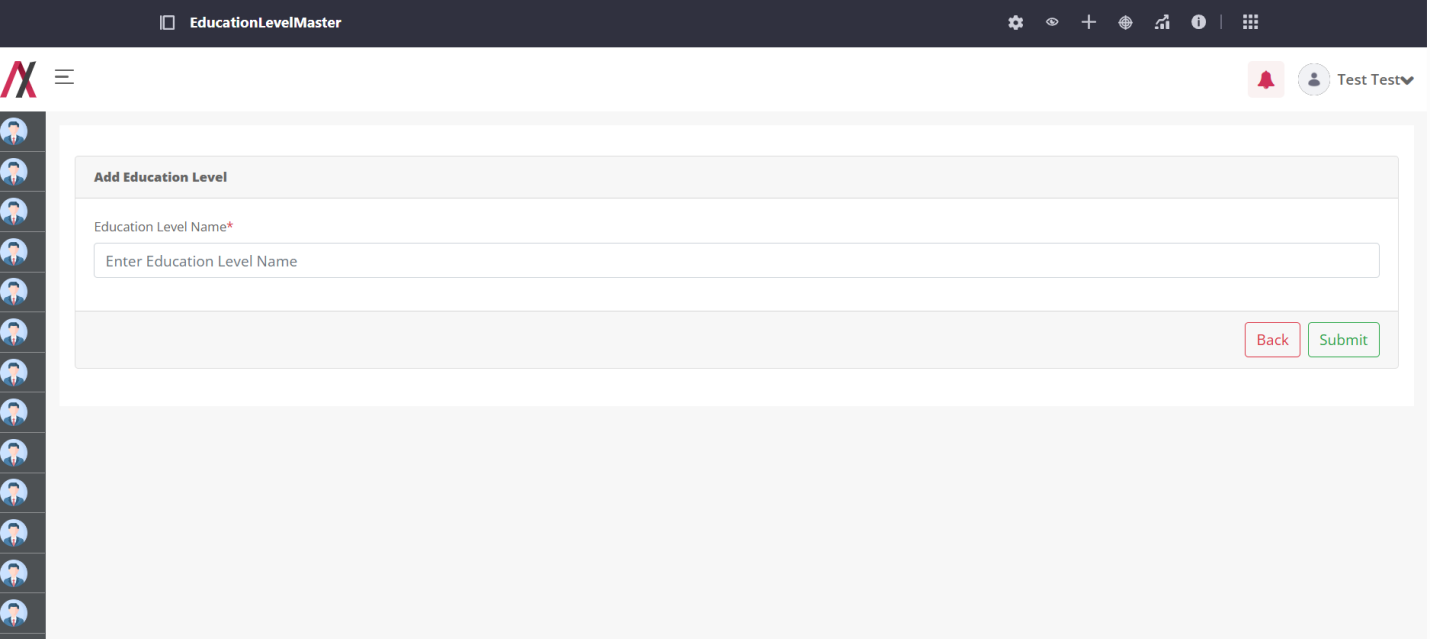 EducationLevelMaster
Test Test
Add Education Level
Education Level Name*
Enter Education Level Name
Back
Submit